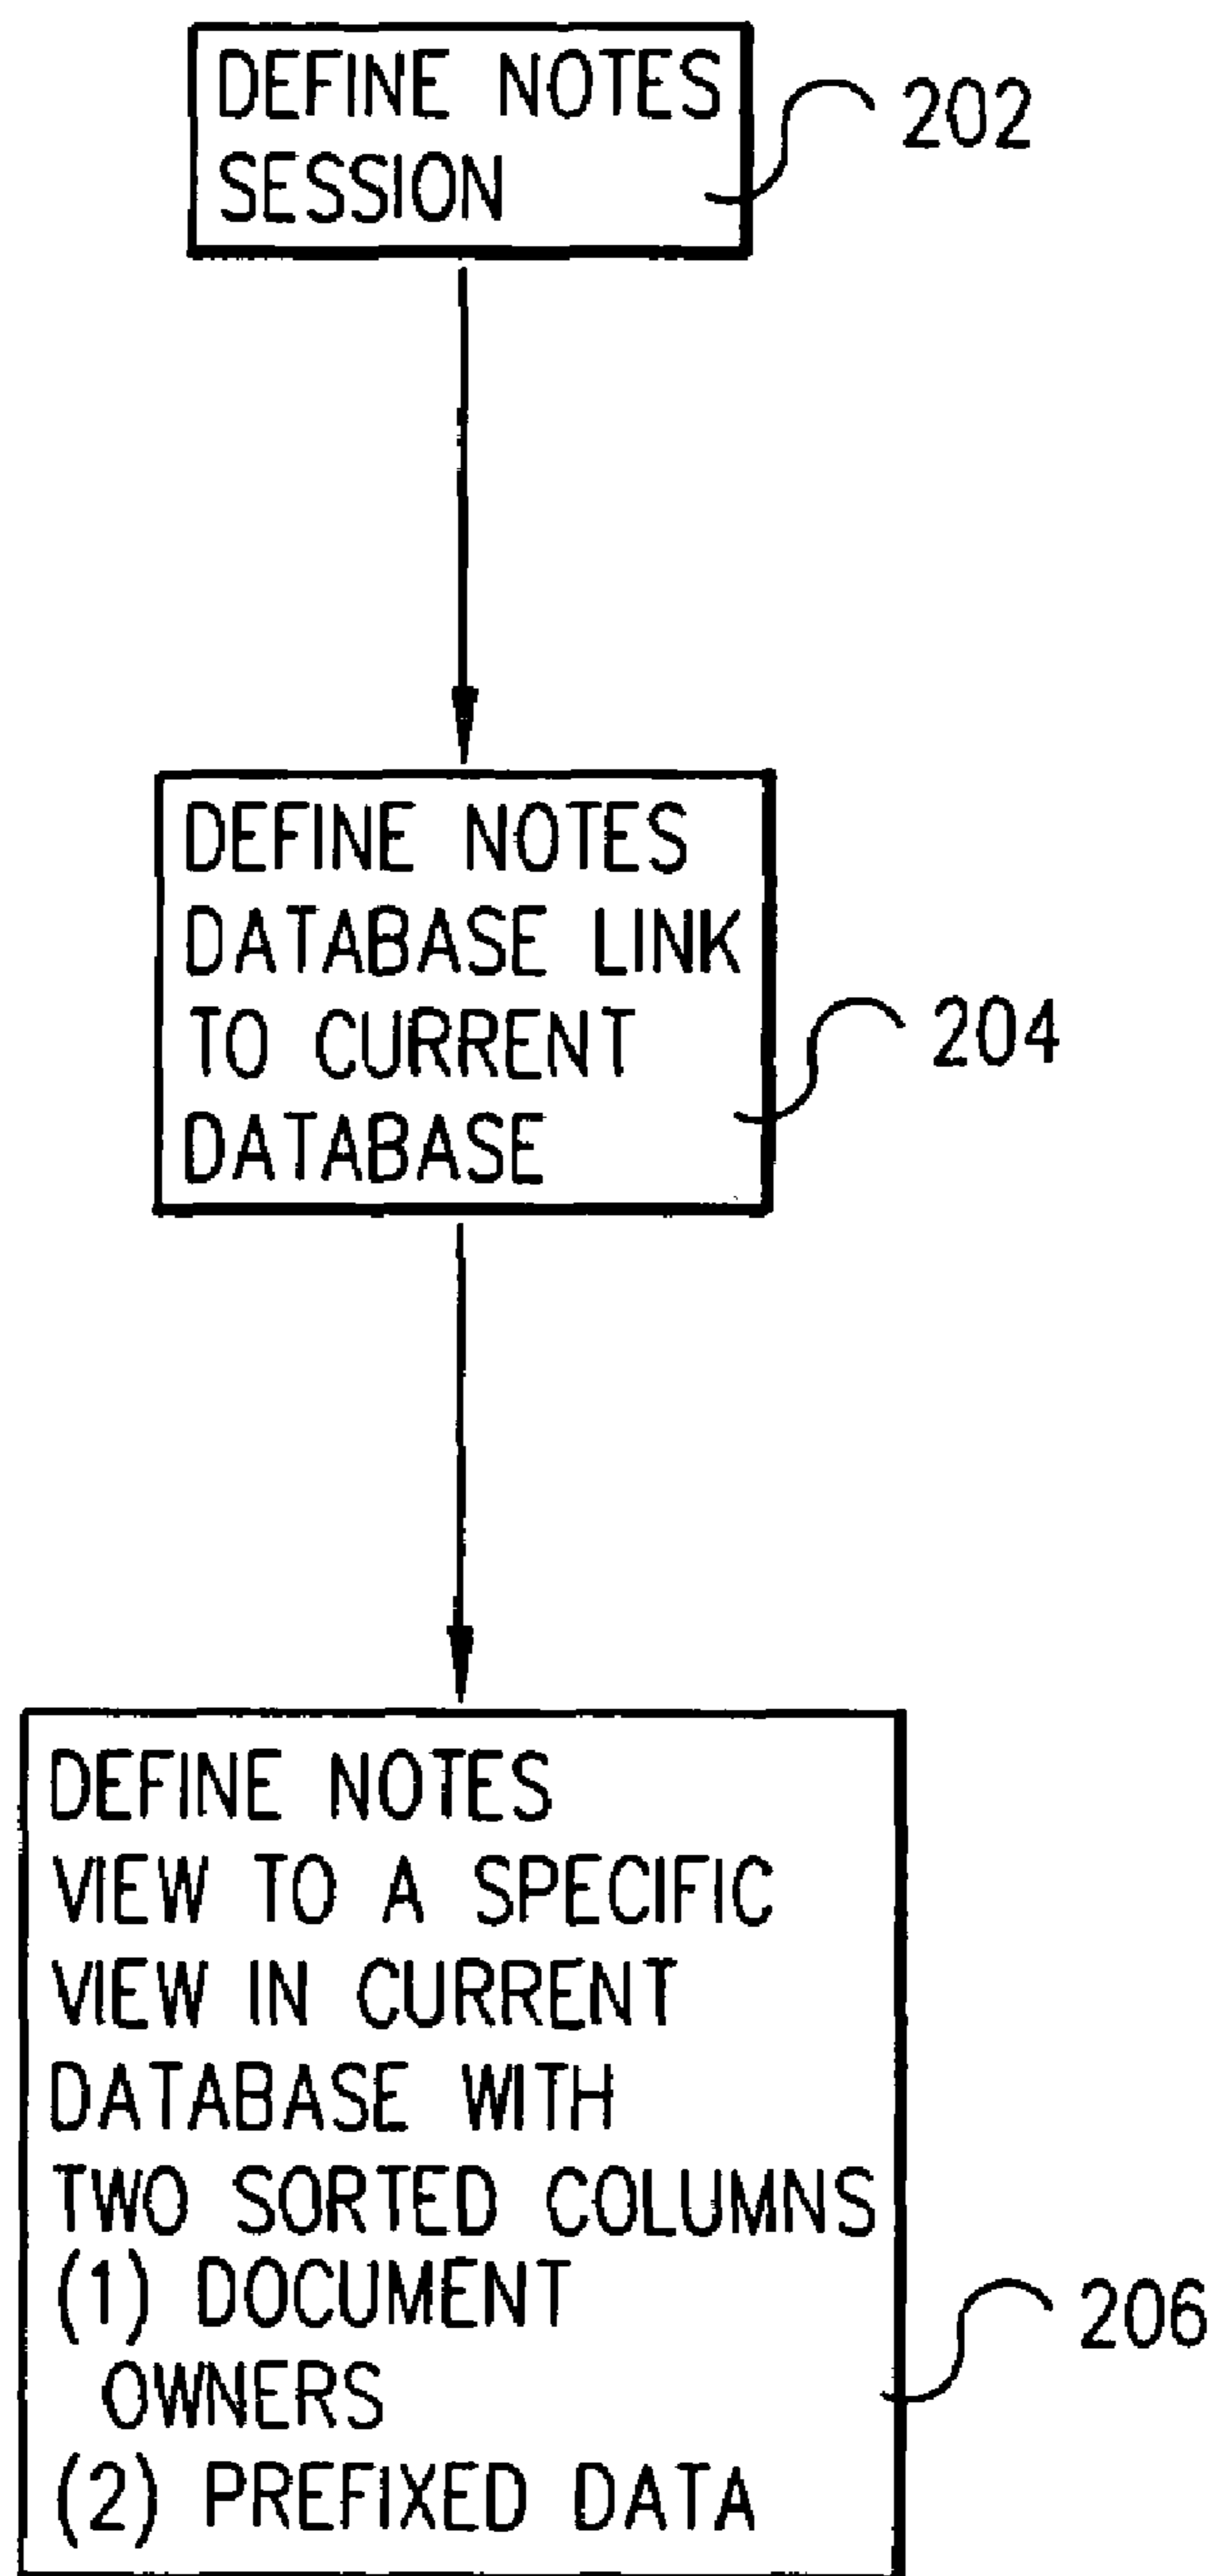 DEFINE NOTES
SESSION
202
DEFINE NOTES
DATABASE LINK
TO CURRENT
DATABASE
204
DEFINE NOTES
VIEW TO A SPECIFIC
VIEW IN CURRENT
DATABASE WITH
TWO SORTED COLUMNS
(1) DOCUMENT
OWNERS
(2) PREFIXED DATA
206